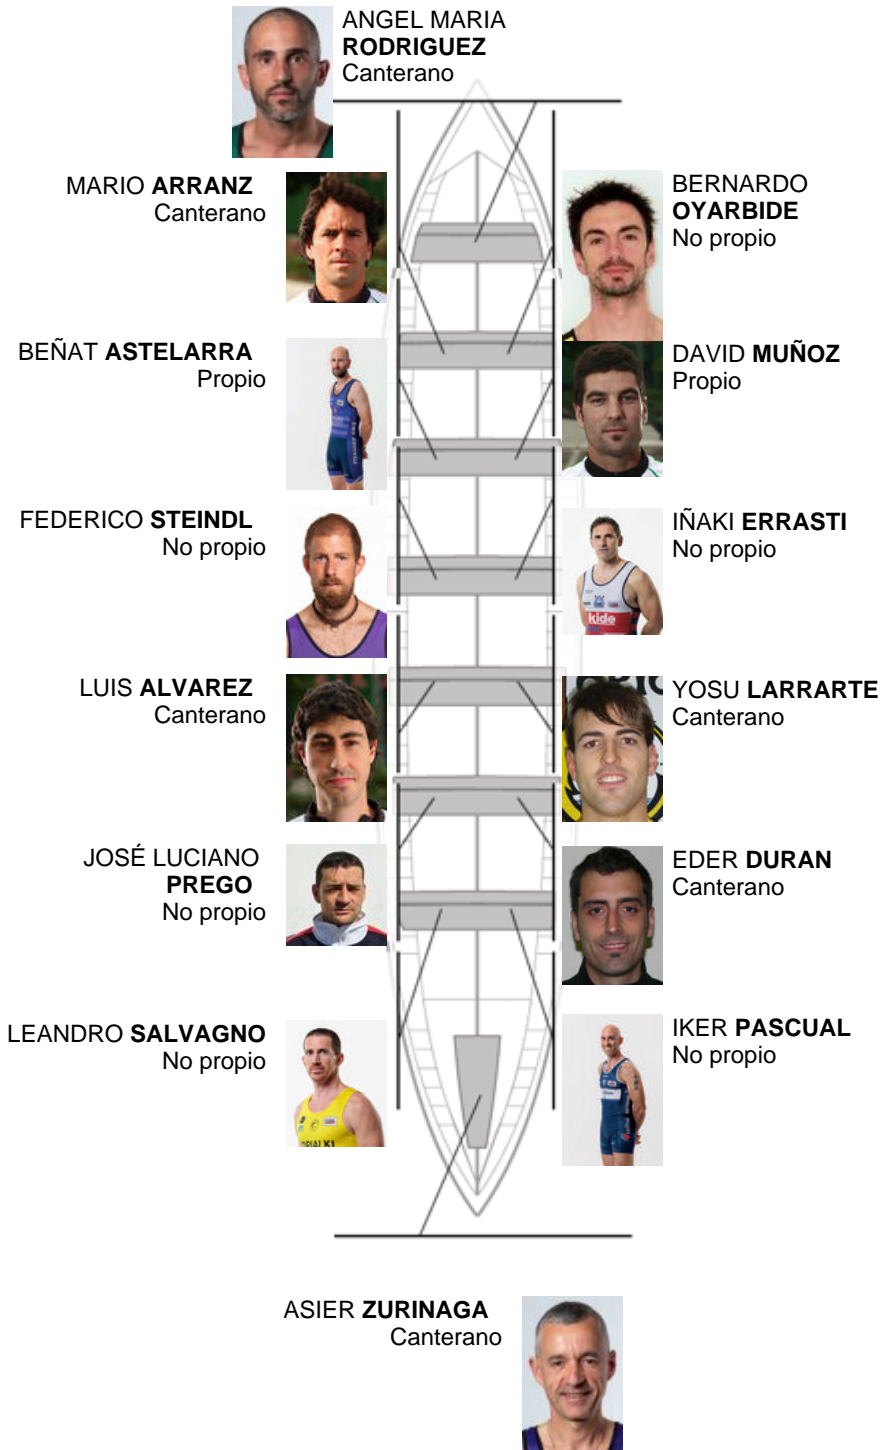 ANGEL MARIA
RODRIGUEZ
Canterano
MARIO ARRANZ
Canterano
BERNARDO
OYARBIDE
No propio
BEÑAT ASTELARRA
Propio
DAVID MUÑOZ
Propio
FEDERICO STEINDL
No propio
IÑAKI ERRASTI
No propio
kide
LUIS ALVAREZ
Canterano
YOSU LARRARTE
Canterano
JOSÉ LUCIANO
PREGO
No propio
EDER DURAN
Canterano
LEANDRO SALVAGNO
No propio
IKER PASCUAL
No propio
ASIER ZURINAGA
Canterano